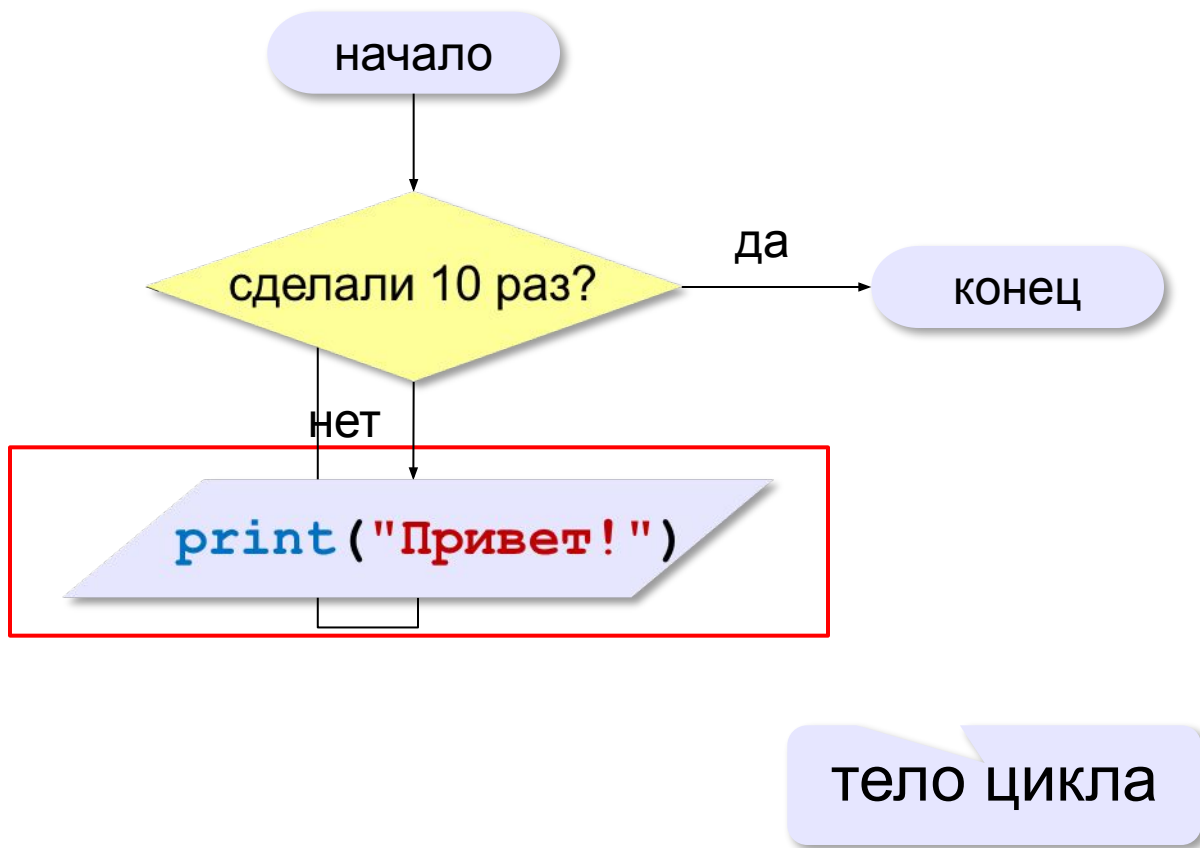 начало
сделали 10 раз?
да
конец
нет
print("Привет!")
тело цикла